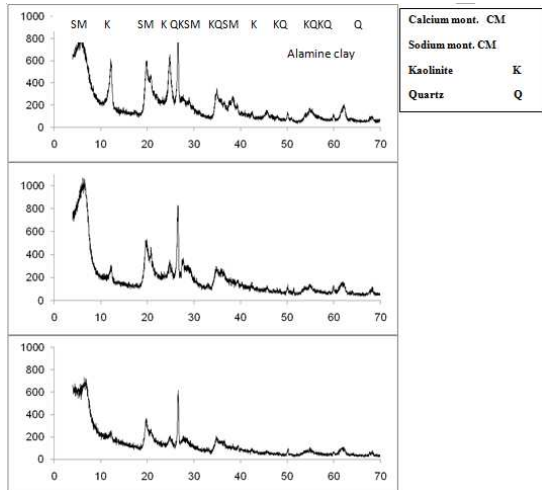 SM K SM K QKSM KQSM K KQ KQKQ Q
Alamine clay
1000
800
600
400
200
0
0 10 20 30 40 50 60 70
1000
800
600
400
200
0
0 10 20 30 40 50 60 70
1000
800
600
400
200
0
0 10 20 30 40 50 60 70
Calcium mont. CM
Sodium mont. CM
Kaolinite K
Quartz Q